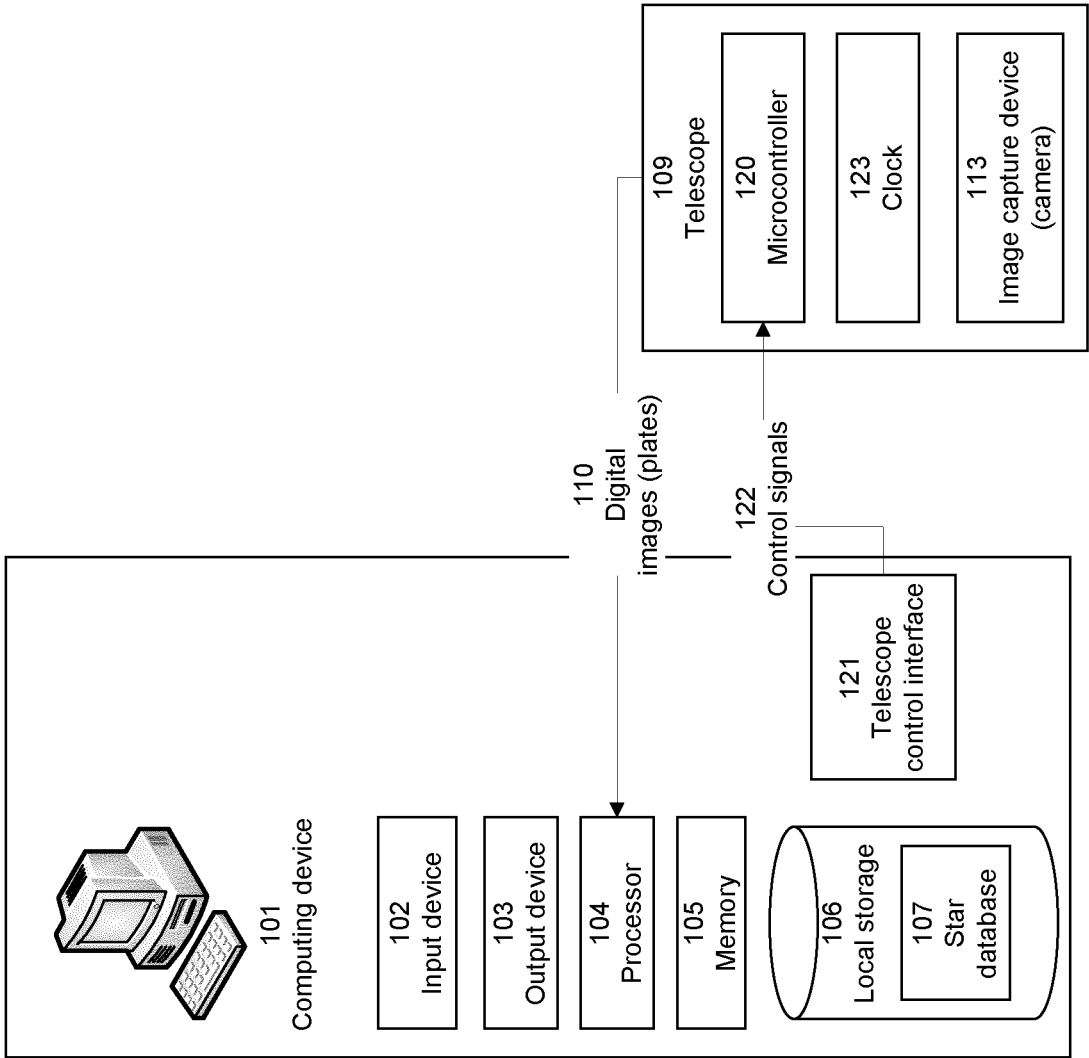 101
Computing device
102
Input device
103
Output device
104
Processor
105
Memory
106
Local storage
107
Star
database
121
Telescope
control interface
110
Digital
images (plates)
122
Control signals
109
Telescope
120
Microcontroller
123
Clock
113
Image capture device
(camera)